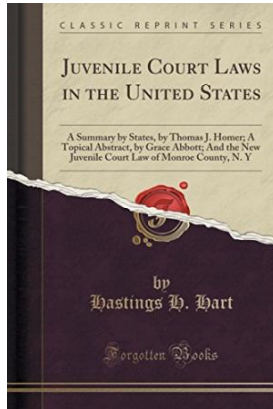 CLASSIC REPRINT SERIES
JUVENILE COURT LAWS
IN THE UNITED STATES
A Summary by States, by Thomas J. Homer; A
Topical Abstract, by Grace Abbott; And the New
Juvenile Court Law of Monroe County, N. Y
by
Hastings H. Hart
Forgotten Books